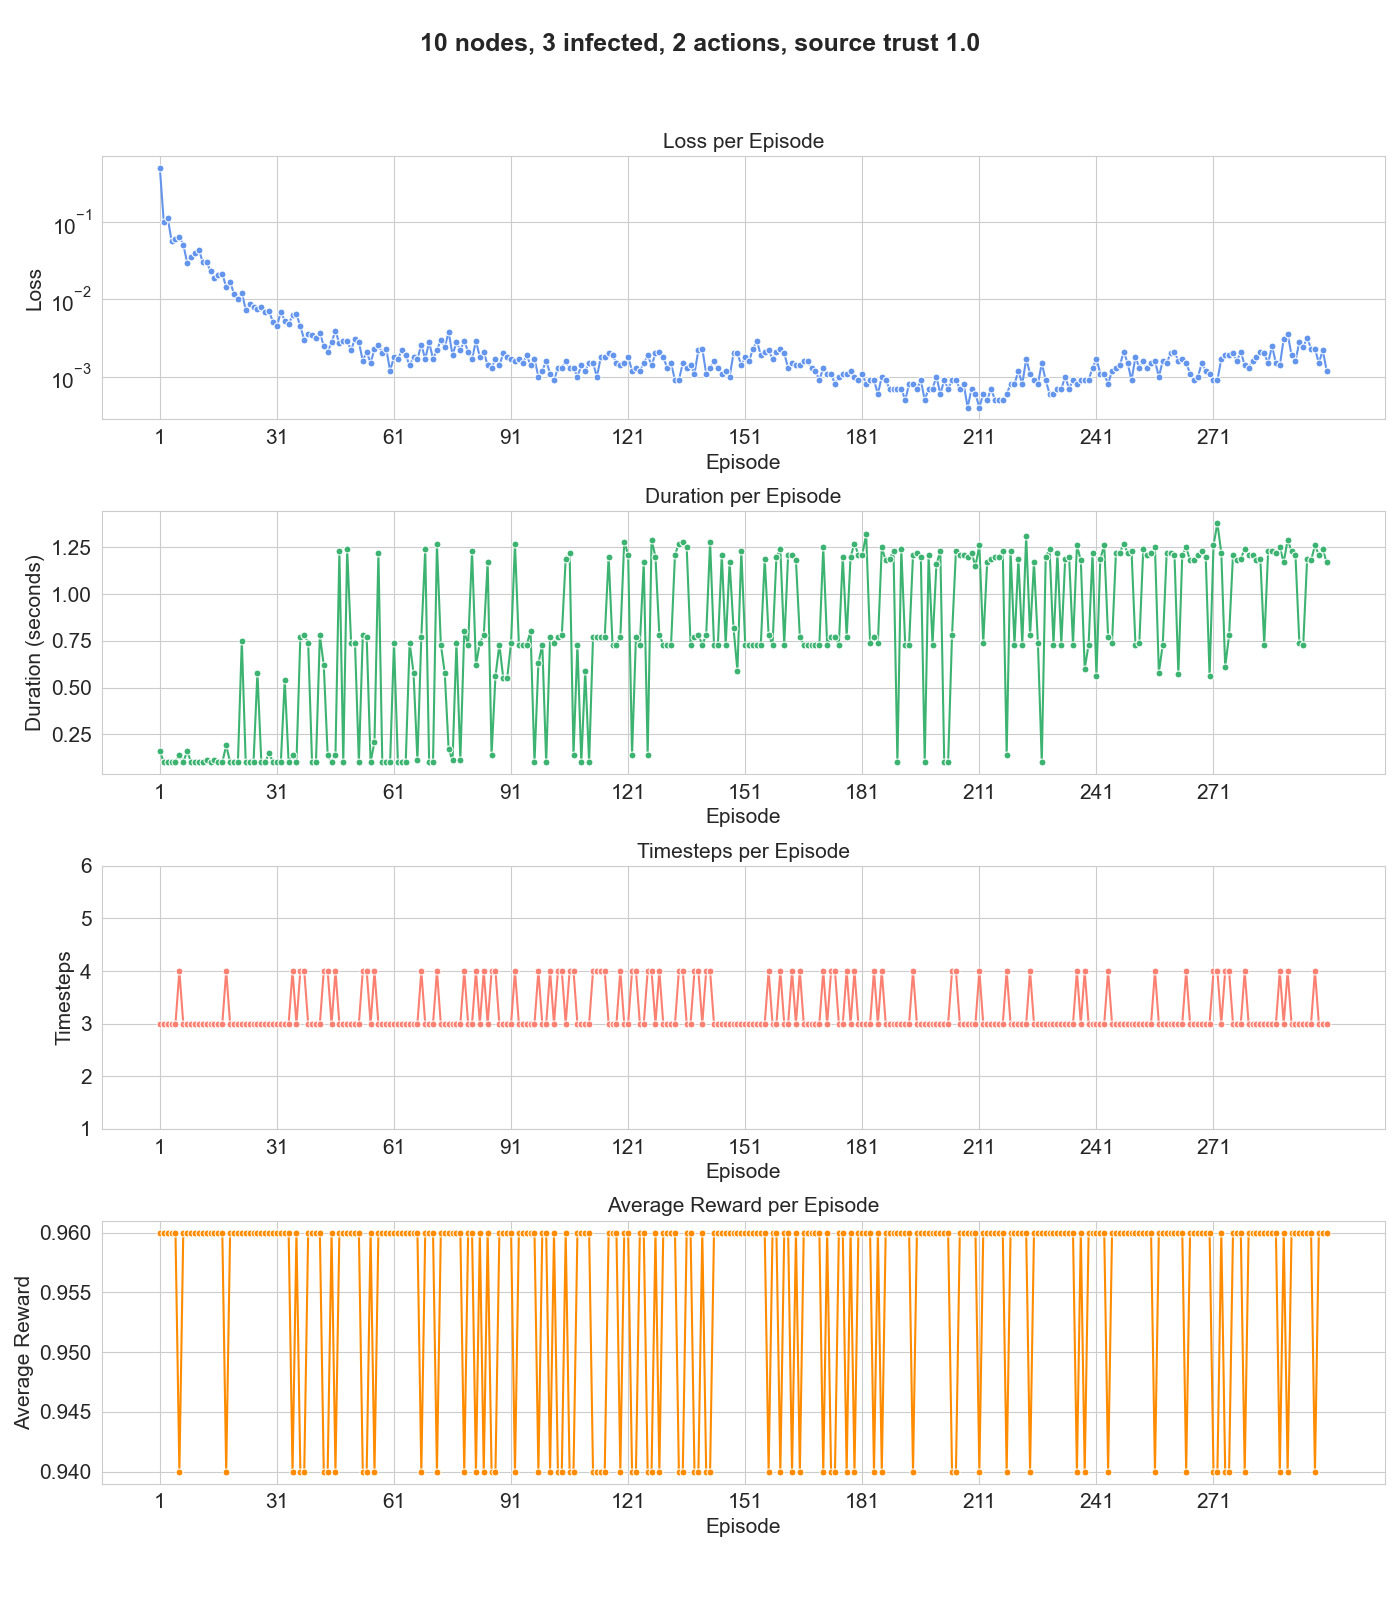 10 nodes, 3 infected, 2 actions, source trust 1.0
Loss per Episode
Loss
10⁻¹
10⁻²
10⁻³
1 31 61 91 121 151 181 211 241 271
Episode
Duration per Episode
Duration (seconds)
1.25
1.00
0.75
0.50
0.25
1 31 61 91 121 151 181 211 241 271
Episode
Timesteps per Episode
Timesteps
6
5
4
3
2
1
1 31 61 91 121 151 181 211 241 271
Episode
Average Reward per Episode
Average Reward
0.960
0.955
0.950
0.945
0.940
1 31 61 91 121 151 181 211 241 271
Episode